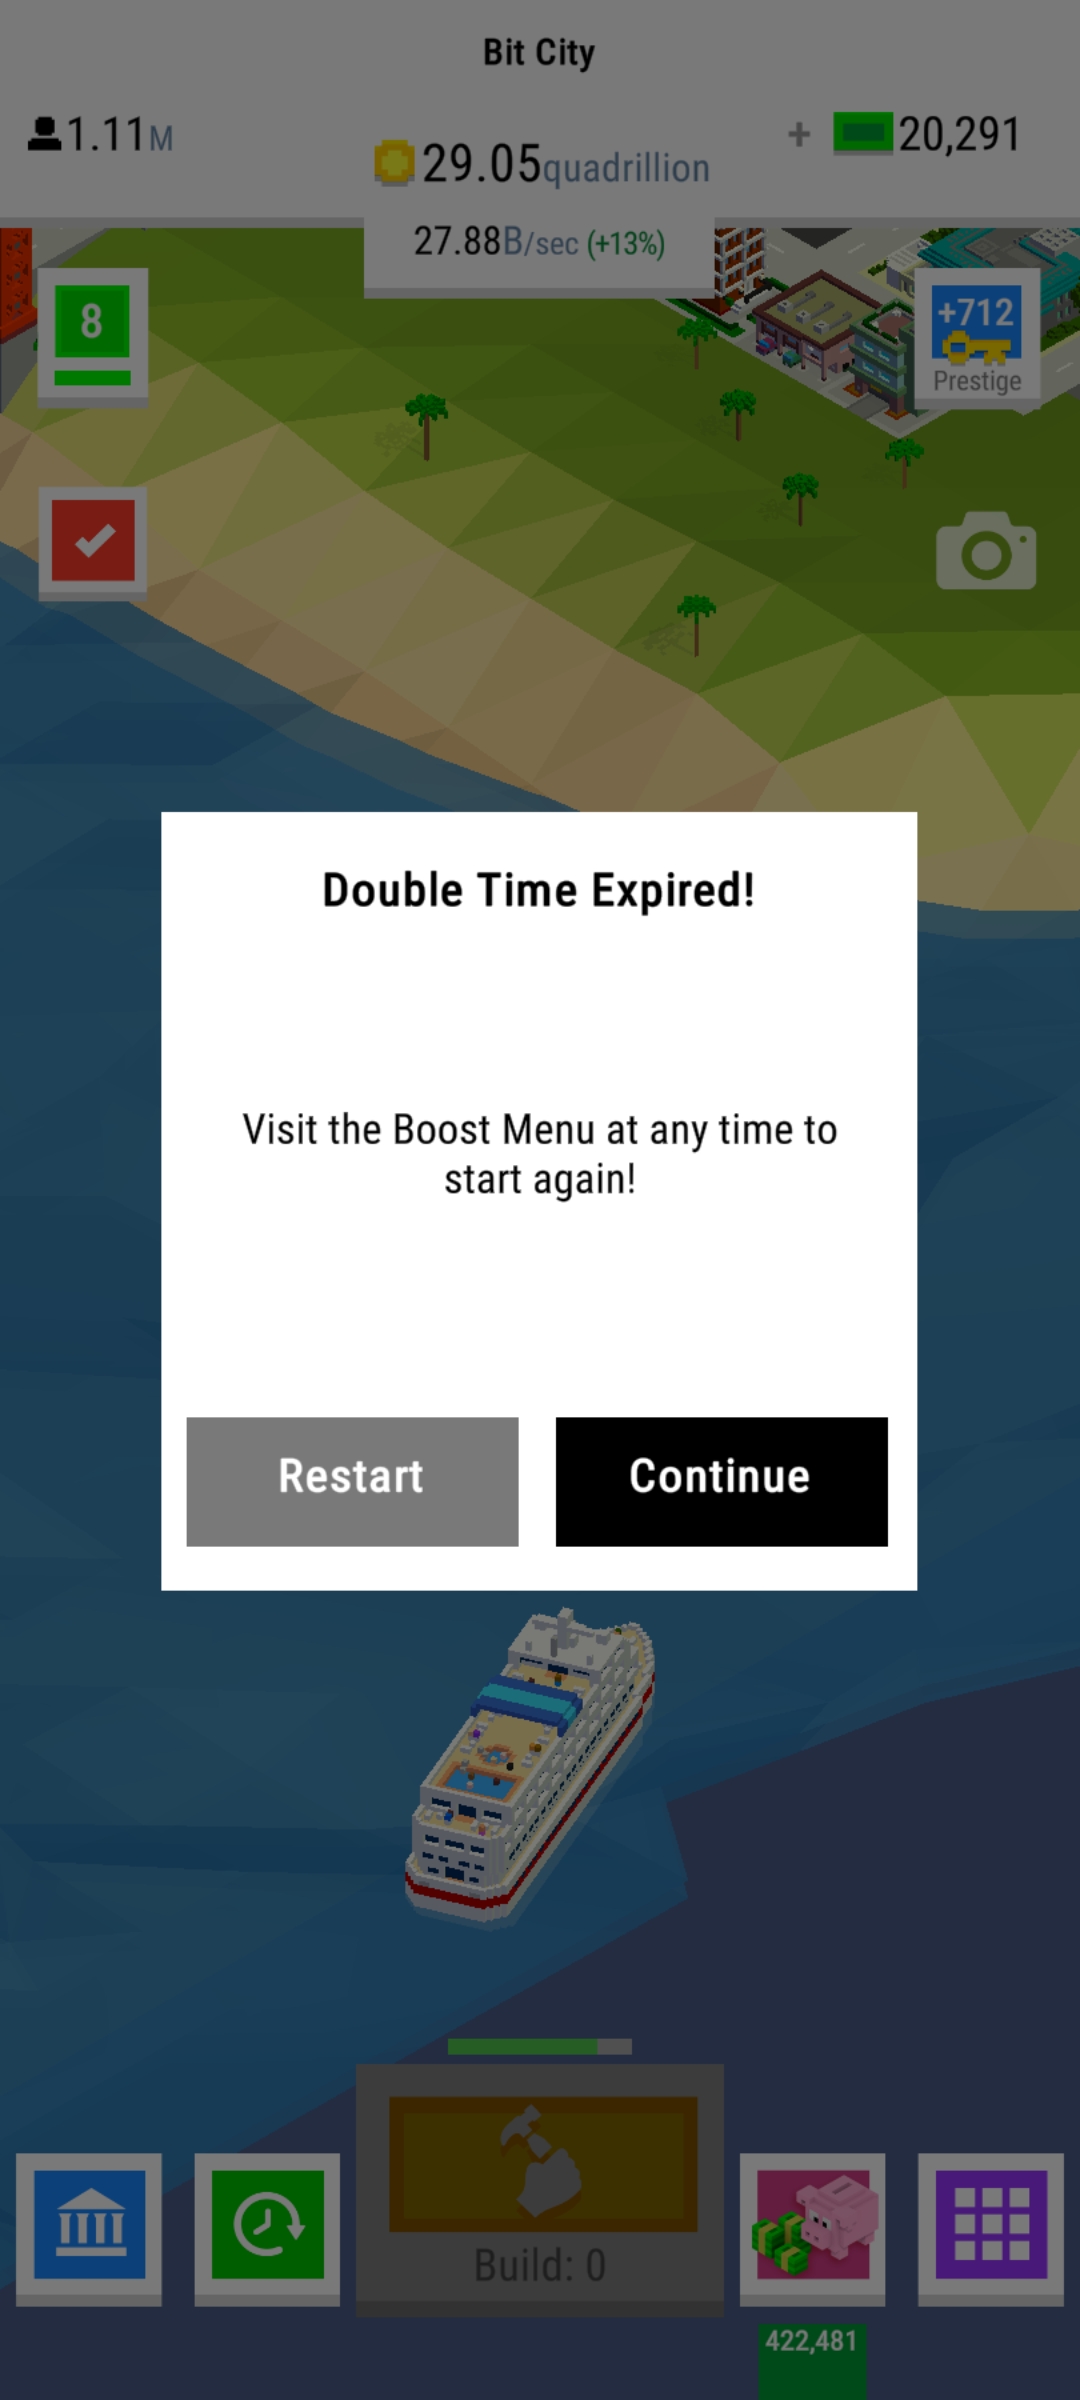 Bit City
1.11M
29.05quadrillion
+ 20,291
27.88B/sec (+13%)
8
+712
Prestige
Double Time Expired!
Visit the Boost Menu at any time to
start again!
Restart
Continue
Build: 0
422,481